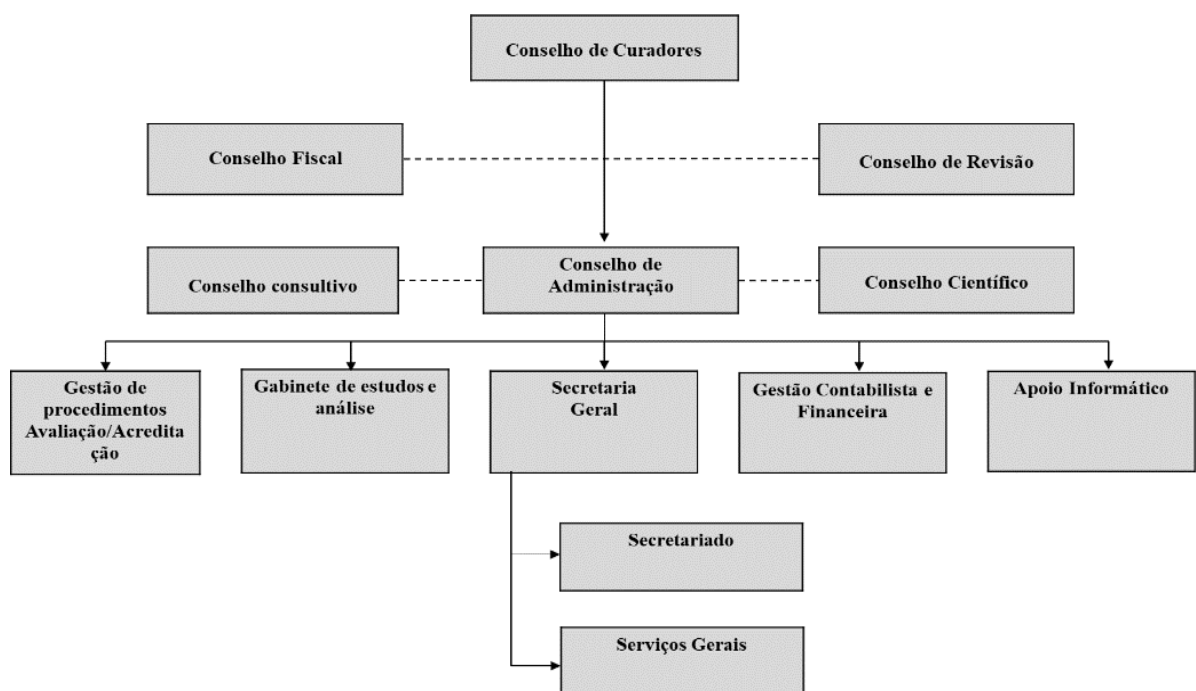 Conselho de Curadores
Conselho Fiscal
Conselho de Revisão
Conselho consultivo
Conselho de
Administração
Conselho Científico
Gestão de
procedimentos
Avaliação/Acredita
ção
Gabinete de estudos e
análise
Secretaria
Geral
Gestão Contabilista e
Financeira
Apoio Informático
Secretariado
Serviços Gerais